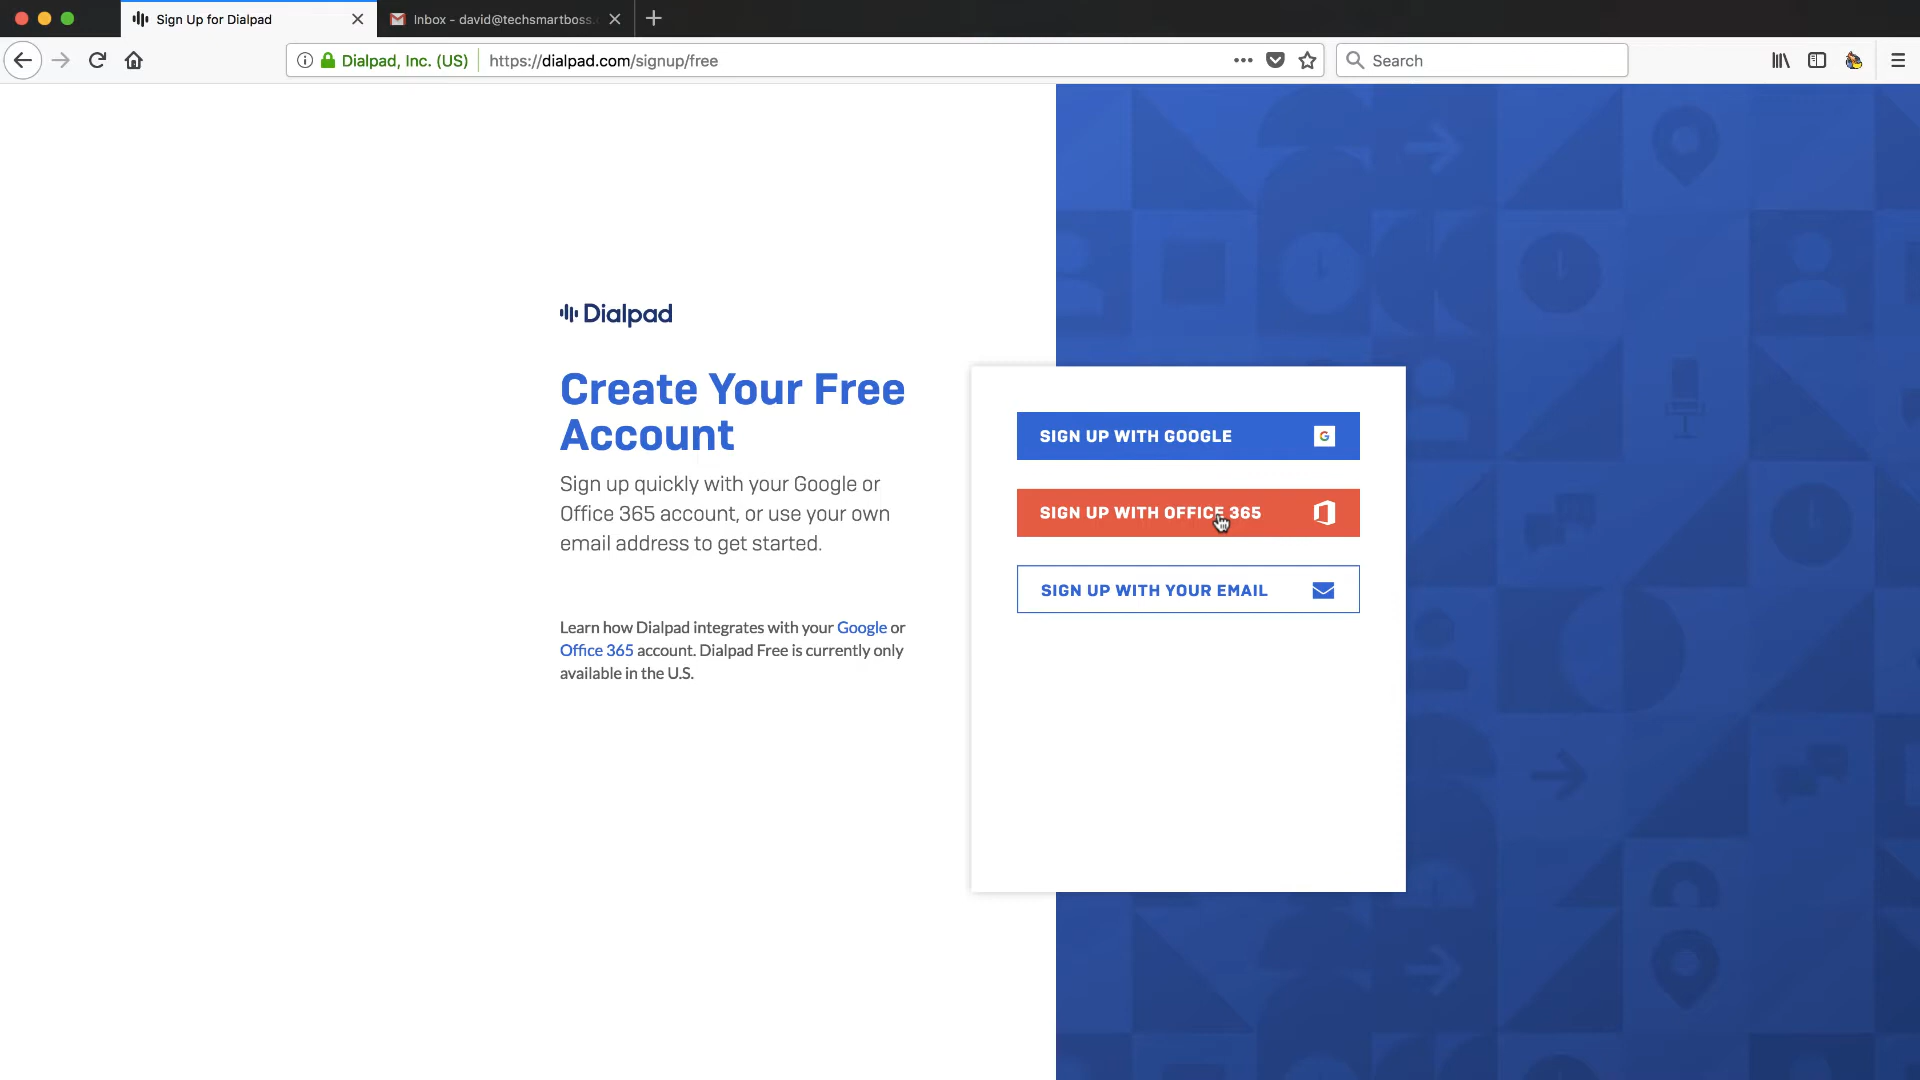 Sign Up for Dialpad
Inbox - david@techsmartboss.
Dialpad, Inc. (US)
https://dialpad.com/signup/free
Search
Dialpad
Create Your Free
Account
Sign up quickly with your Google or
Office 365 account, or use your own
email address to get started.
Learn how Dialpad integrates with your Google or
Office 365 account. Dialpad Free is currently only
available in the U.S.
SIGN UP WITH GOOGLE
G
SIGN UP WITH OFFICE 365
SIGN UP WITH YOUR EMAIL